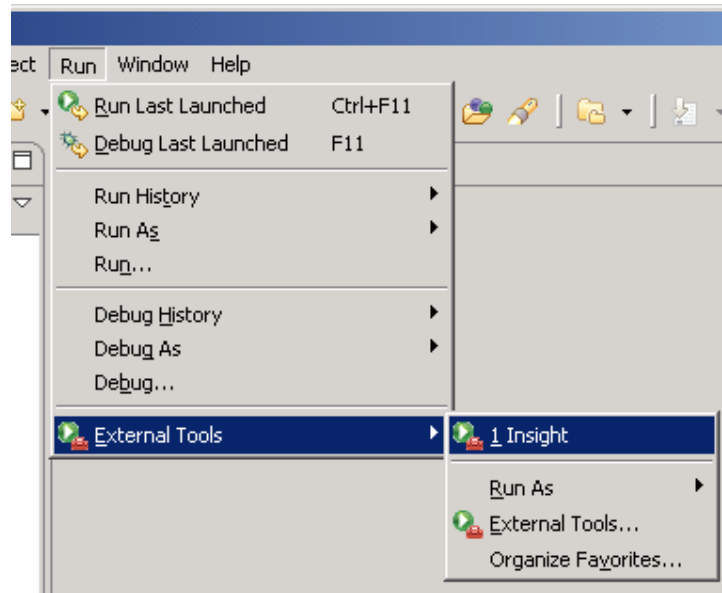 ect Run Window Help
Run Last Launched Ctrl+F11
Debug Last Launched F11
Run History
Run As
Run...
Debug History
Debug As
Debug...
External Tools
1 Insight
Run As
External Tools...
Organize Favorites...